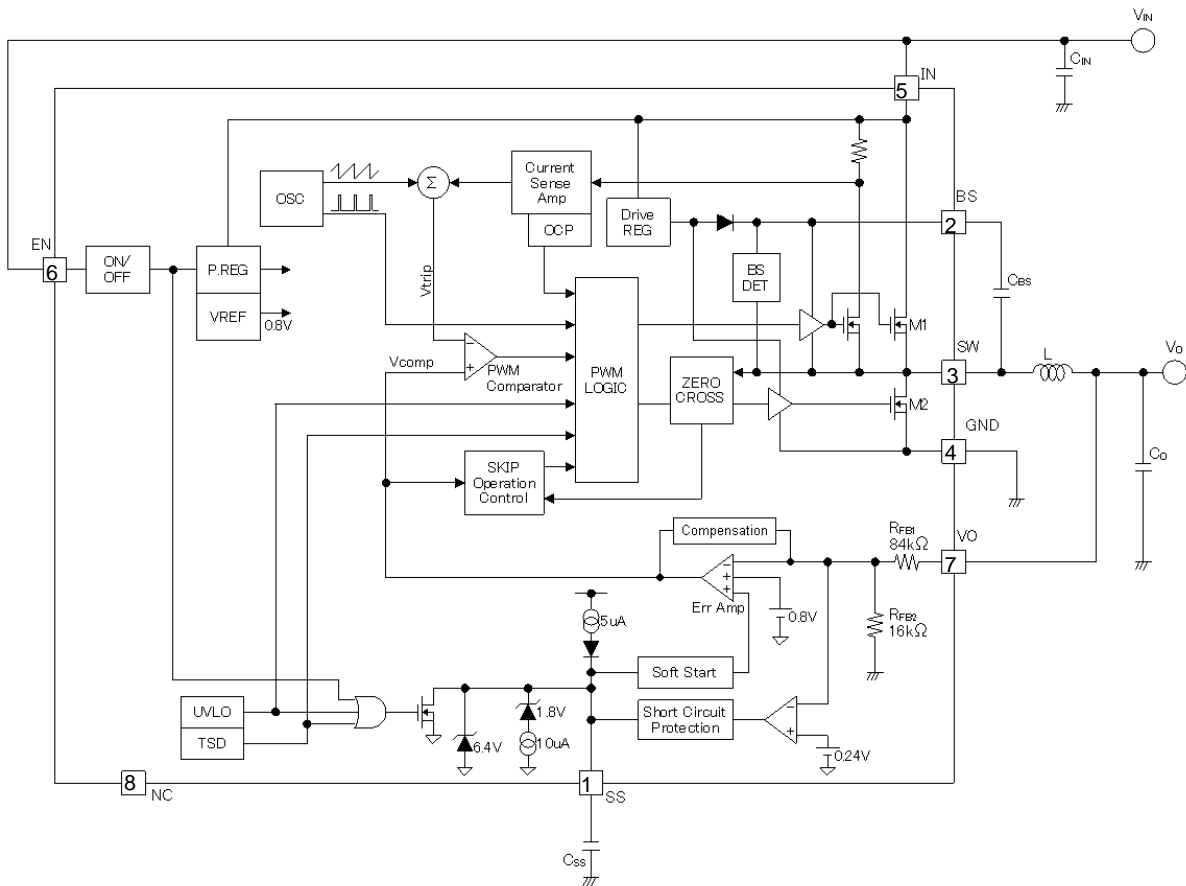 VIN
CIN
IN
5
OSC
Σ
Current
Sense
Amp
OCP
Drive
REG
BS
2
EN
6
ON/
OFF
P.REG
VREF
0.8V
Vtrip
BS
DET
CBS
M1
SW
3
L
VO
Vcomp
PWM
Comparator
PWM
LOGIC
ZERO
CROSS
M2
GND
4
CO
SKIP
Operation
Control
Compensation
RFB1
84kΩ
VO
7
Err Amp
0.8V
RFB2
16kΩ
5uA
Soft Start
UVLO
TSD
6.4V
1.8V
10uA
Short Circuit
Protection
0.24V
8
NC
1
SS
CSS